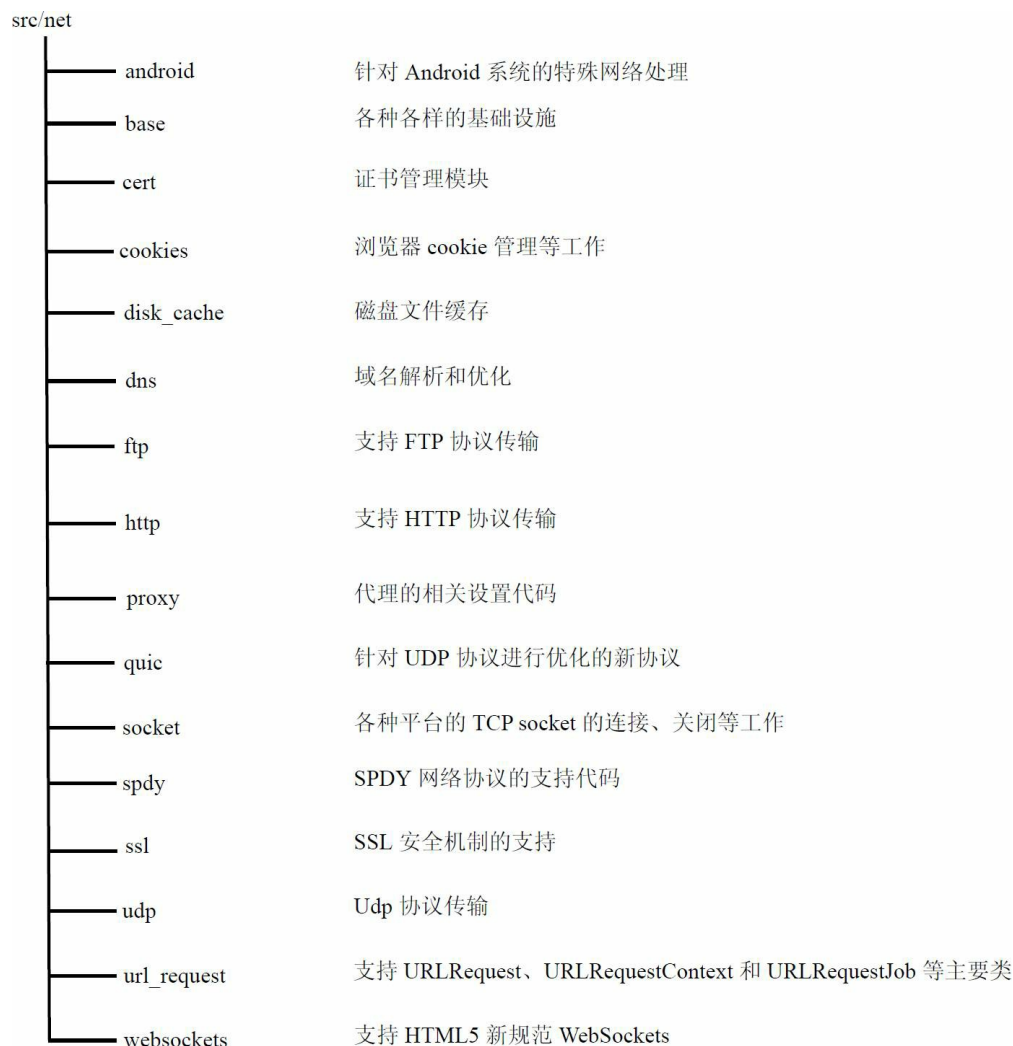 src/net
android 针对 Android 系统的特殊网络处理
base 各种各样的基础设施
cert 证书管理模块
cookies 浏览器 cookie 管理等工作
disk_cache 磁盘文件缓存
dns 域名解析和优化
ftp 支持 FTP 协议传输
http 支持 HTTP 协议传输
proxy 代理的相关设置代码
quic 针对 UDP 协议进行优化的新协议
socket 各种平台的 TCP socket 的连接、关闭等工作
spdy SPDY 网络协议的支持代码
ssl SSL 安全机制的支持
udp Udp 协议传输
url_request 支持 URLRequest、URLRequestContext 和 URLRequestJob 等主要类
websockets 支持 HTML5 新规范 WebSockets